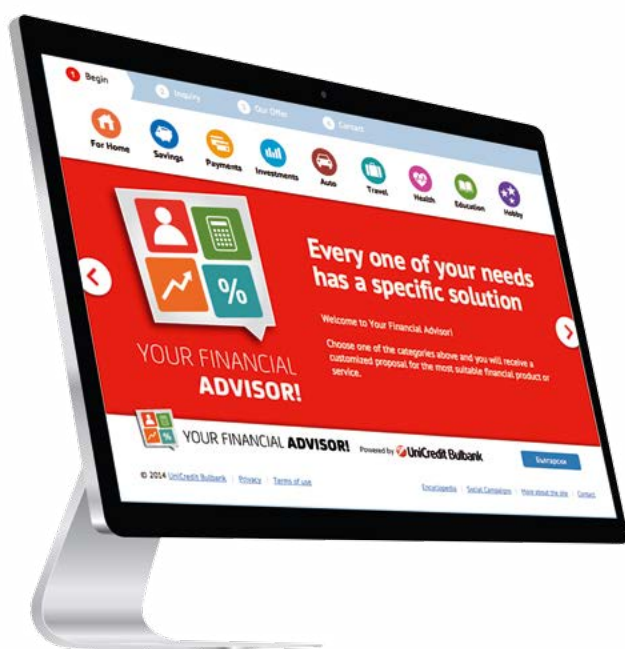 1 Begin
2 Inquiry
3 Our Offer
4 Contact
For Home
Savings
Payments
Investments
Auto
Travel
Health
Education
Hobby
Every one of your needs
has a specific solution
Welcome to Your Financial Advisor!
Choose one of the categories above and you will receive a
customized proposal for the most suitable financial product or
service.
%
YOUR FINANCIAL
ADVISOR!
%
YOUR FINANCIAL ADVISOR! Powered by UniCredit Bulbank
Български
© 2014 UniCredit Bulbank | Privacy | Terms of use
Encyclopedia | Social Campaigns | More about the site | Contact